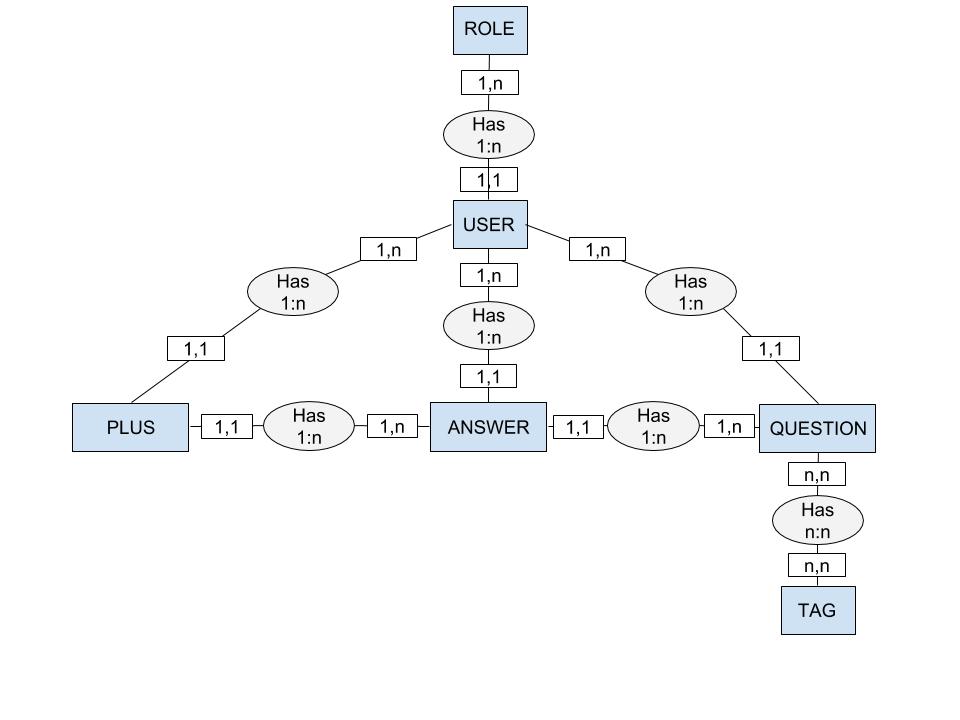 ROLE
1,n
Has
1:n
1,1
USER
1,n
1,n
1,n
Has
1:n
Has
1:n
Has
1:n
1,1
1,1
1,1
PLUS
1,1
Has
1:n
1,n
ANSWER
1,1
Has
1:n
1,n
QUESTION
n,n
Has
n:n
n,n
TAG